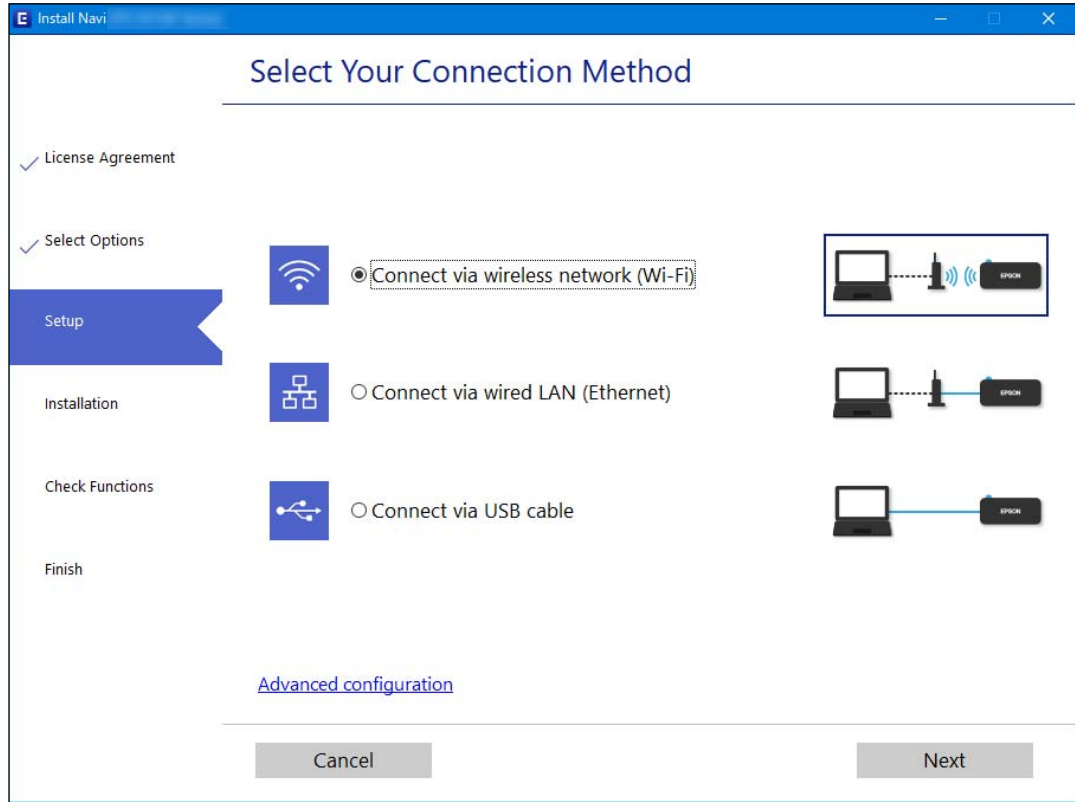 E Install Navi
Select Your Connection Method
License Agreement
Select Options
Setup
Installation
Check Functions
Finish
Connect via wireless network (Wi-Fi)
EPSON
Connect via wired LAN (Ethernet)
EPSON
Connect via USB cable
EPSON
Advanced configuration
Cancel
Next